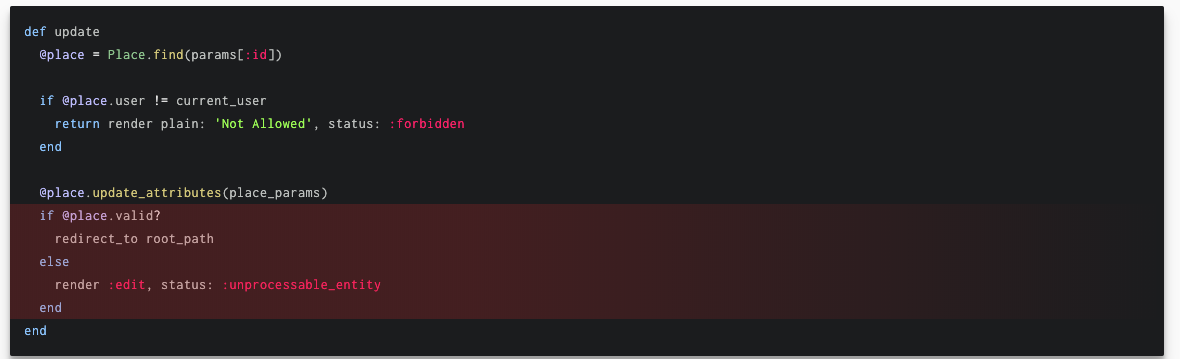 def update
  @place = Place.find(params[:id])
  if @place.user != current_user
    return render plain: 'Not Allowed', status: :forbidden
  end
  @place.update_attributes(place_params)
  if @place.valid?
    redirect_to root_path
  else
    render :edit, status: :unprocessable_entity
  end
end